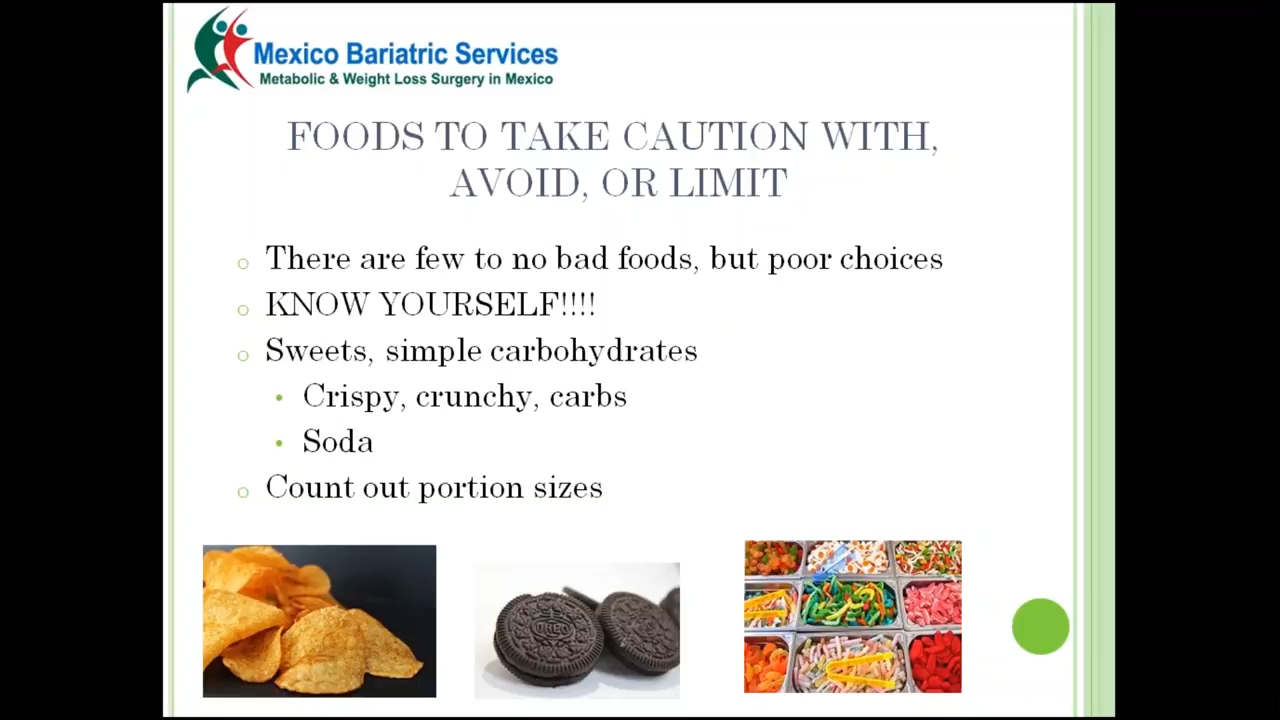 Mexico Bariatric Services
Metabolic & Weight Loss Surgery in Mexico
FOODS TO TAKE CAUTION WITH,
AVOID, OR LIMIT
There are few to no bad foods, but poor choices
KNOW YOURSELF!!!!
Sweets, simple carbohydrates
Crispy, crunchy, carbs
Soda
Count out portion sizes
OREO